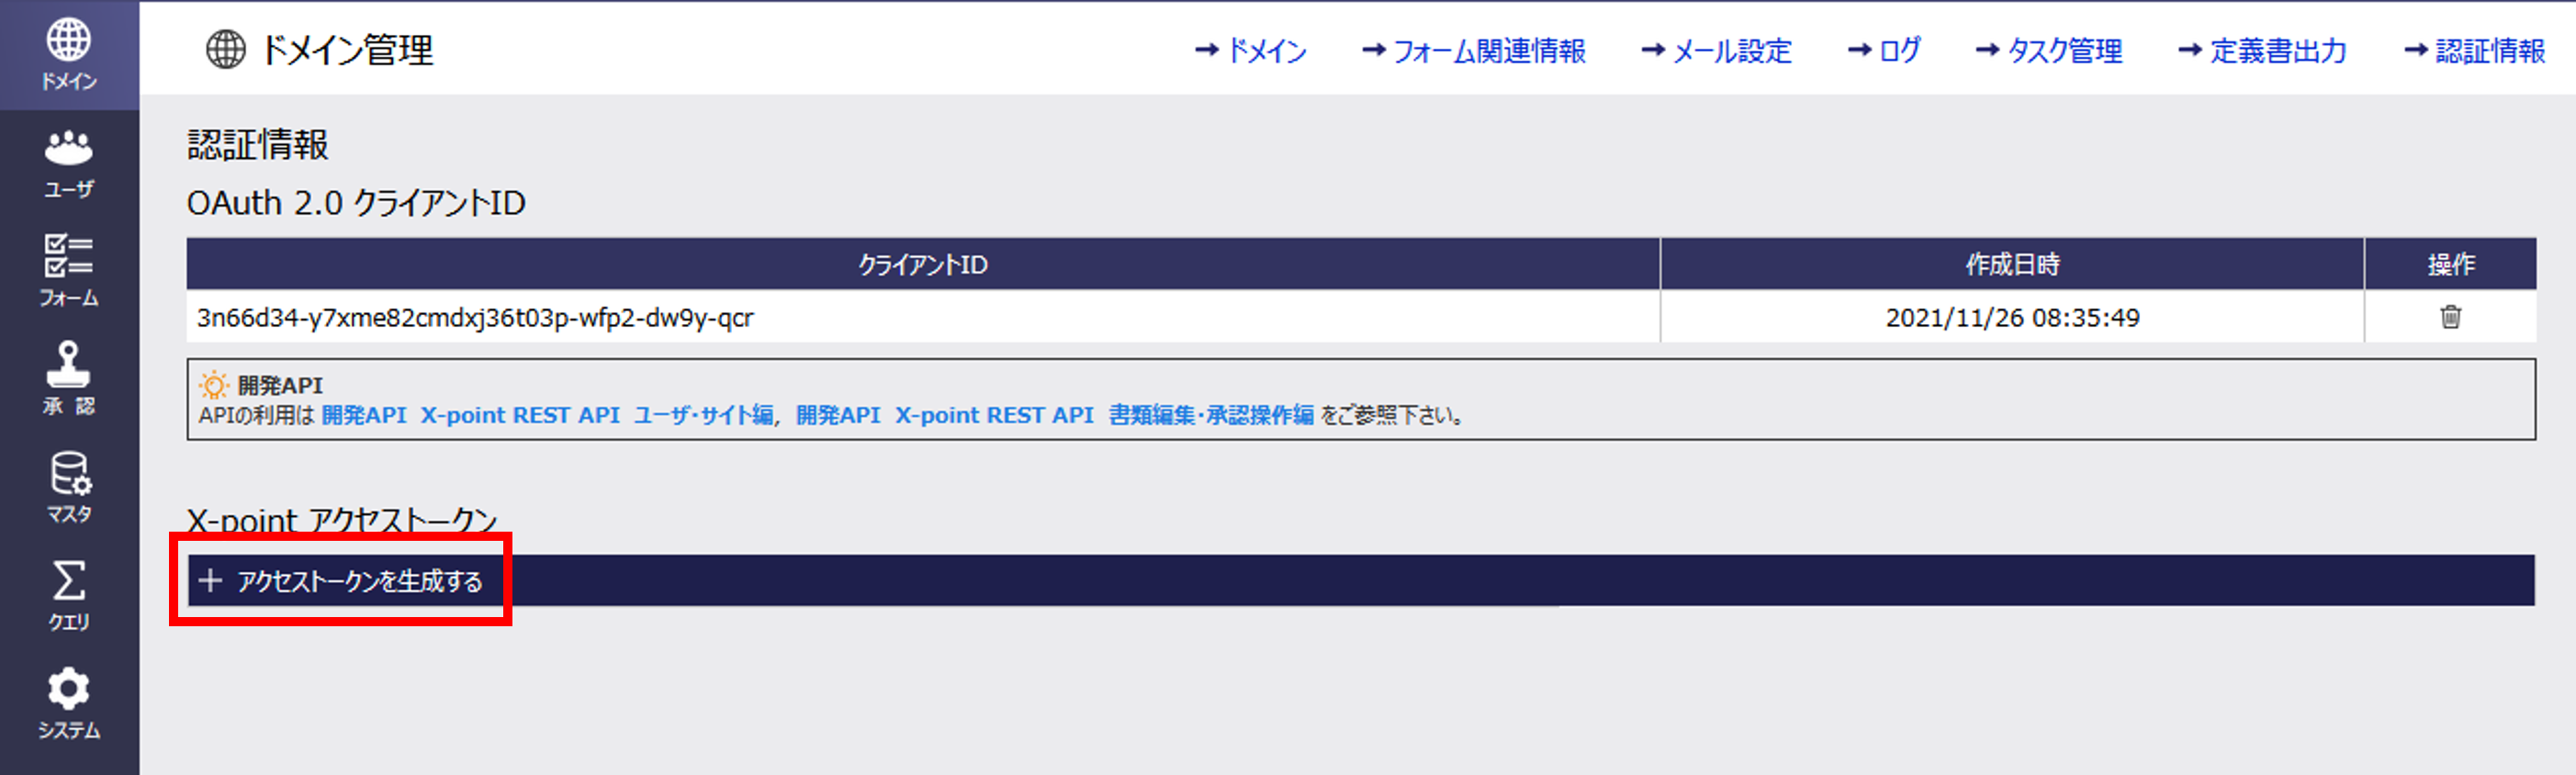 ドメイン
ユーザ
フォーム
承 認
マスタ
クエリ
システム
ドメイン管理
→ ドメイン → フォーム関連情報 → メール設定 → ログ → タスク管理 → 定義書出力 → 認証情報
認証情報
OAuth 2.0 クライアントID
クライアントID 作成日時 操作
3n66d34-y7xme82cmdxj36t03p-wfp2-dw9y-qcr 2021/11/26 08:35:49
開発API
APIの利用は 開発API X-point REST API ユーザ・サイト編, 開発API X-point REST API 書類編集・承認操作編 をご参照下さい。
X-point アクセストークン
+ アクセストークンを生成する